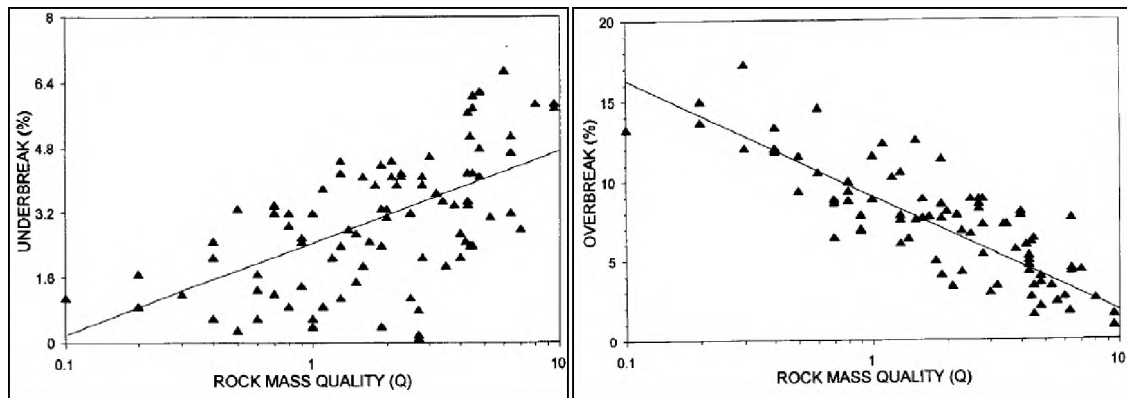 8
6.4
4.8
3.2
1.6
0
UNDERBREAK (%)
0.1 1 10
ROCK MASS QUALITY (Q)
20
15
10
5
0
OVERBREAK (%)
0.1 1 10
ROCK MASS QUALITY (Q)